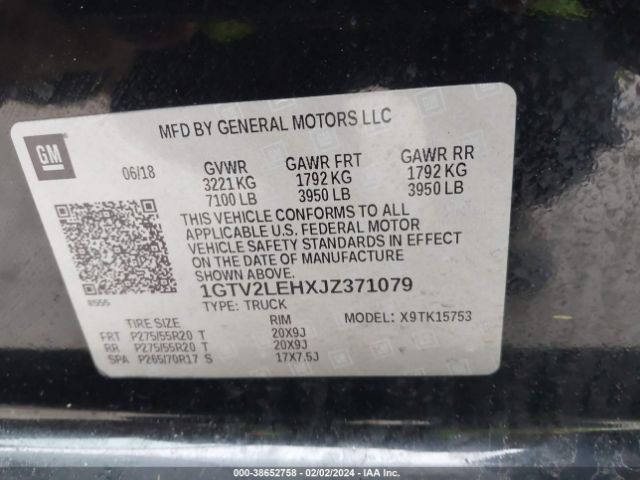 MFD BY GENERAL MOTORS LLC
GM
06/18 GVWR GAWR FRT GAWR RR
3221 KG 1792 KG 1792 KG
7100 LB 3950 LB 3950 LB
THIS VEHICLE CONFORMS TO ALL
APPLICABLE U.S. FEDERAL MOTOR
VEHICLE SAFETY STANDARDS IN EFFECT
ON THE DATE OF MANUFACTURE
SHOWN ABOVE.
8555
1GTV2LEHXJZ371079
TYPE: TRUCK
TIRE SIZE RIM MODEL: X9TK15753
FRT P275/55R20 T 20X9J
RR P275/55R20 T 20X9J
SPA P265/70R17 S 17X7.5J
000-38652758 - 02/02/2024 - IAA Inc.